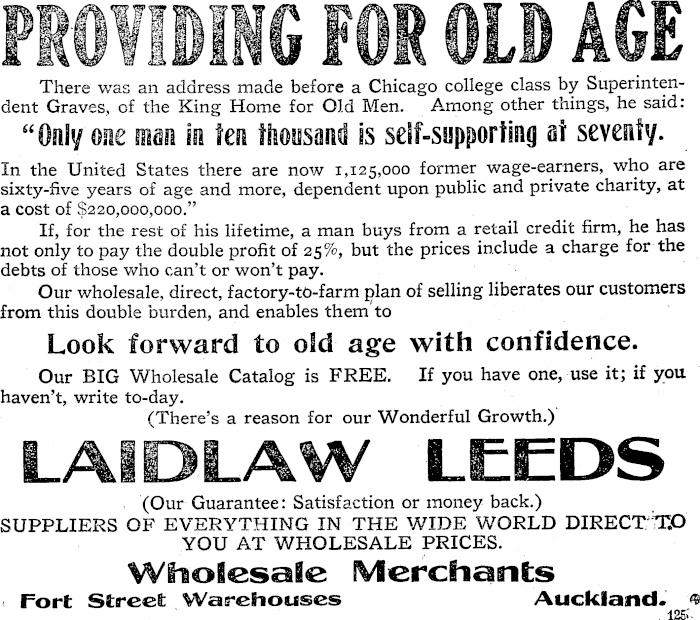 PROVIDING FOR OLD AGE
There was an address made before a Chicago college class by Superinten-
dent Graves, of the King Home for Old Men. Among other things, he said:
"Only one man in ten thousand is self-supporting at seventy.
In the United States there are now 1,125,000 former wage-earners, who are
sixty-five years of age and more, dependent upon public and private charity, at
a cost of $220,000,000."
If, for the rest of his lifetime, a man buys from a retail credit firm, he has
not only to pay the double profit of 25%, but the prices include a charge for the
debts of those who can't or won't pay.
Our wholesale, direct, factory-to-farm plan of selling liberates our customers
from this double burden, and enables them to
Look forward to old age with confidence.
Our BIG Wholesale Catalog is FREE. If you have one, use it; if you
haven't, write to-day.
(There's a reason for our Wonderful Growth.)
LAIDLAW LEEDS
(Our Guarantee: Satisfaction or money back.)
SUPPLIERS OF EVERYTHING IN THE WIDE WORLD DIRECT TO
YOU AT WHOLESALE PRICES.
Wholesale Merchants
Fort Street Warehouses Auckland.
125